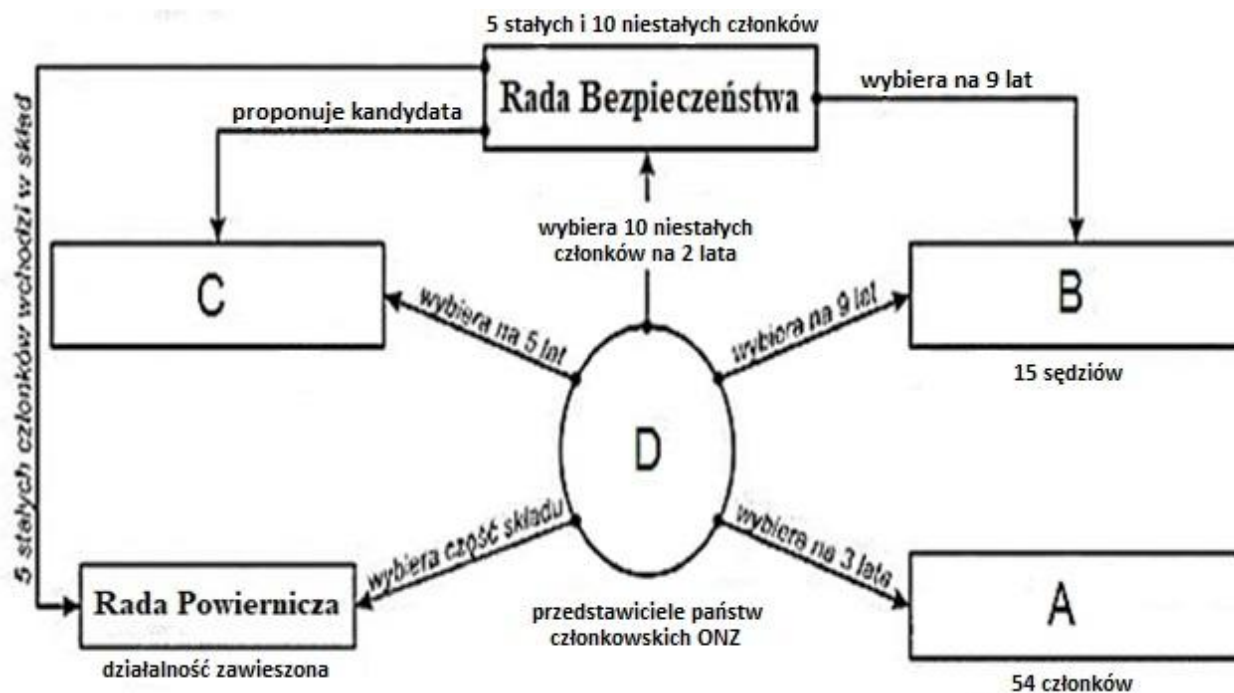 5 stałych i 10 niestałych członków
Rada Bezpieczeństwa
wybiera na 9 lat
proponuje kandydata
5 stałych członków wchodzi w skład
wybiera 10 niestałych
członków na 2 lata
C
B
wybiera na 5 lat
wybiera na 9 lat
15 sędziów
D
wybiera część składu
wybiera na 3 lata
Rada Powiernicza
A
przedstawiciele państw
członkowskich ONZ
działalność zawieszona
54 członków